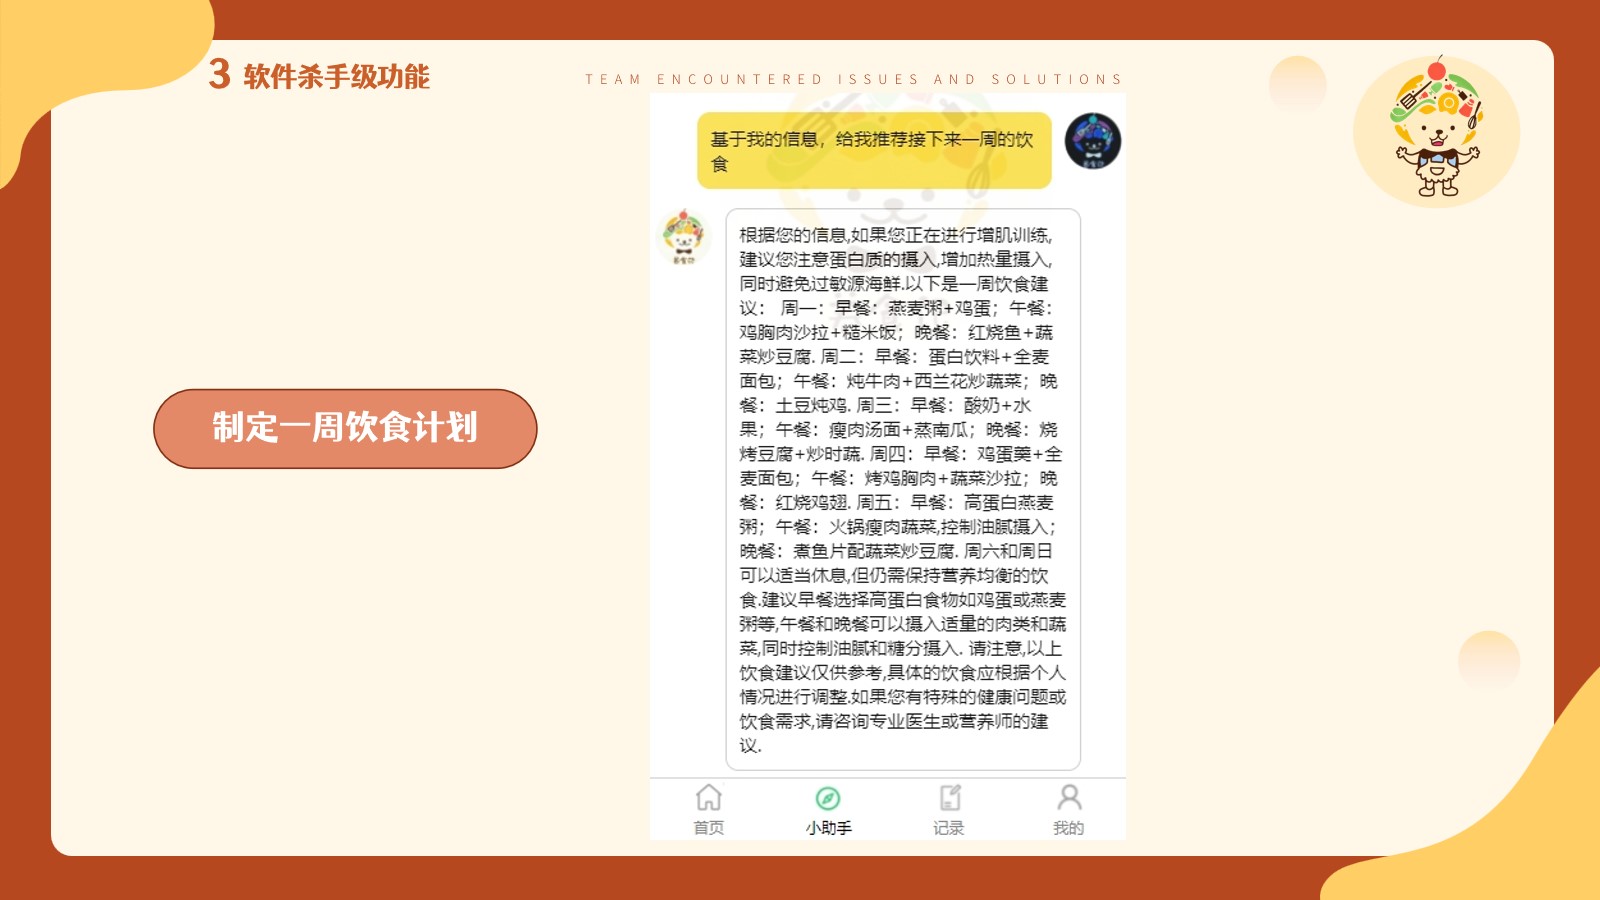 3 软件杀手级功能
TEAM ENCOUNTERED ISSUES AND SOLUTIONS
基于我的信息，给我推荐接下来一周的饮
食
根据您的信息,如果您正在进行增肌训练,
建议您注意蛋白质的摄入,增加热量摄入,
同时避免过敏源海鲜.以下是一周饮食建
议： 周一：早餐：燕麦粥+鸡蛋；午餐：
鸡胸肉沙拉+糙米饭；晚餐：红烧鱼+蔬
菜炒豆腐. 周二：早餐：蛋白饮料+全麦
面包；午餐：炖牛肉+西兰花炒蔬菜；晚
餐：土豆炖鸡. 周三：早餐：酸奶+水
果；午餐：瘦肉汤面+蒸南瓜；晚餐：烧
烤豆腐+炒时蔬. 周四：早餐：鸡蛋羹+全
麦面包；午餐：烤鸡胸肉+蔬菜沙拉；晚
餐：红烧鸡翅. 周五：早餐：高蛋白燕麦
粥；午餐：火锅瘦肉蔬菜,控制油腻摄入；
晚餐：煮鱼片配蔬菜炒豆腐. 周六和周日
可以适当休息,但仍需保持营养均衡的饮
食.建议早餐选择高蛋白食物如鸡蛋或燕麦
粥等,午餐和晚餐可以摄入适量的肉类和蔬
菜,同时控制油腻和糖分摄入. 请注意,以上
饮食建议仅供参考,具体的饮食应根据个人
情况进行调整.如果您有特殊的健康问题或
饮食需求,请咨询专业医生或营养师的建
议.
制定一周饮食计划
首页
小助手
记录
我的